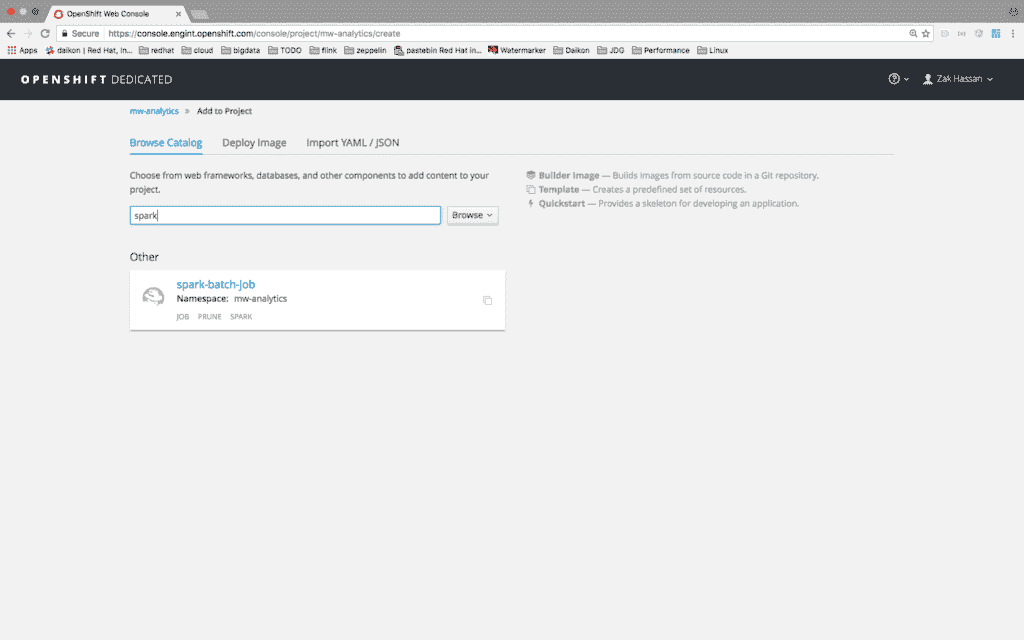 OpenShift Web Console
Secure https://console.engint.openshift.com/console/project/mw-analytics/create
Apps daikon | Red Hat, In... redhat cloud bigdata TODO flink zeppelin pastebin Red Hat in... Watermarker Daikon JDG Performance Linux
OPENSHIFT DEDICATED
Zak Hassan
mw-analytics » Add to Project
Browse Catalog Deploy Image Import YAML / JSON
Choose from web frameworks, databases, and other components to add content to your
project.
Builder Image — Builds images from source code in a Git repository.
Template — Creates a predefined set of resources.
Quickstart — Provides a skeleton for developing an application.
spark Browse
Other
spark-batch-job
Namespace: mw-analytics
JOB PRUNE SPARK